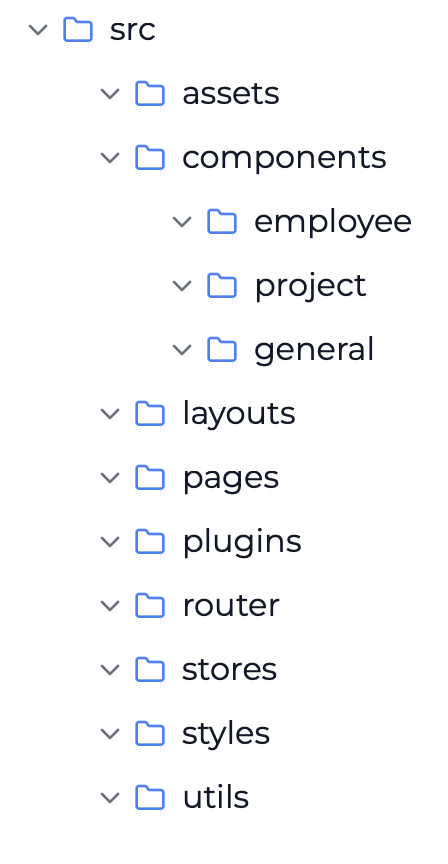 src
assets
components
employee
project
general
layouts
pages
plugins
router
stores
styles
utils